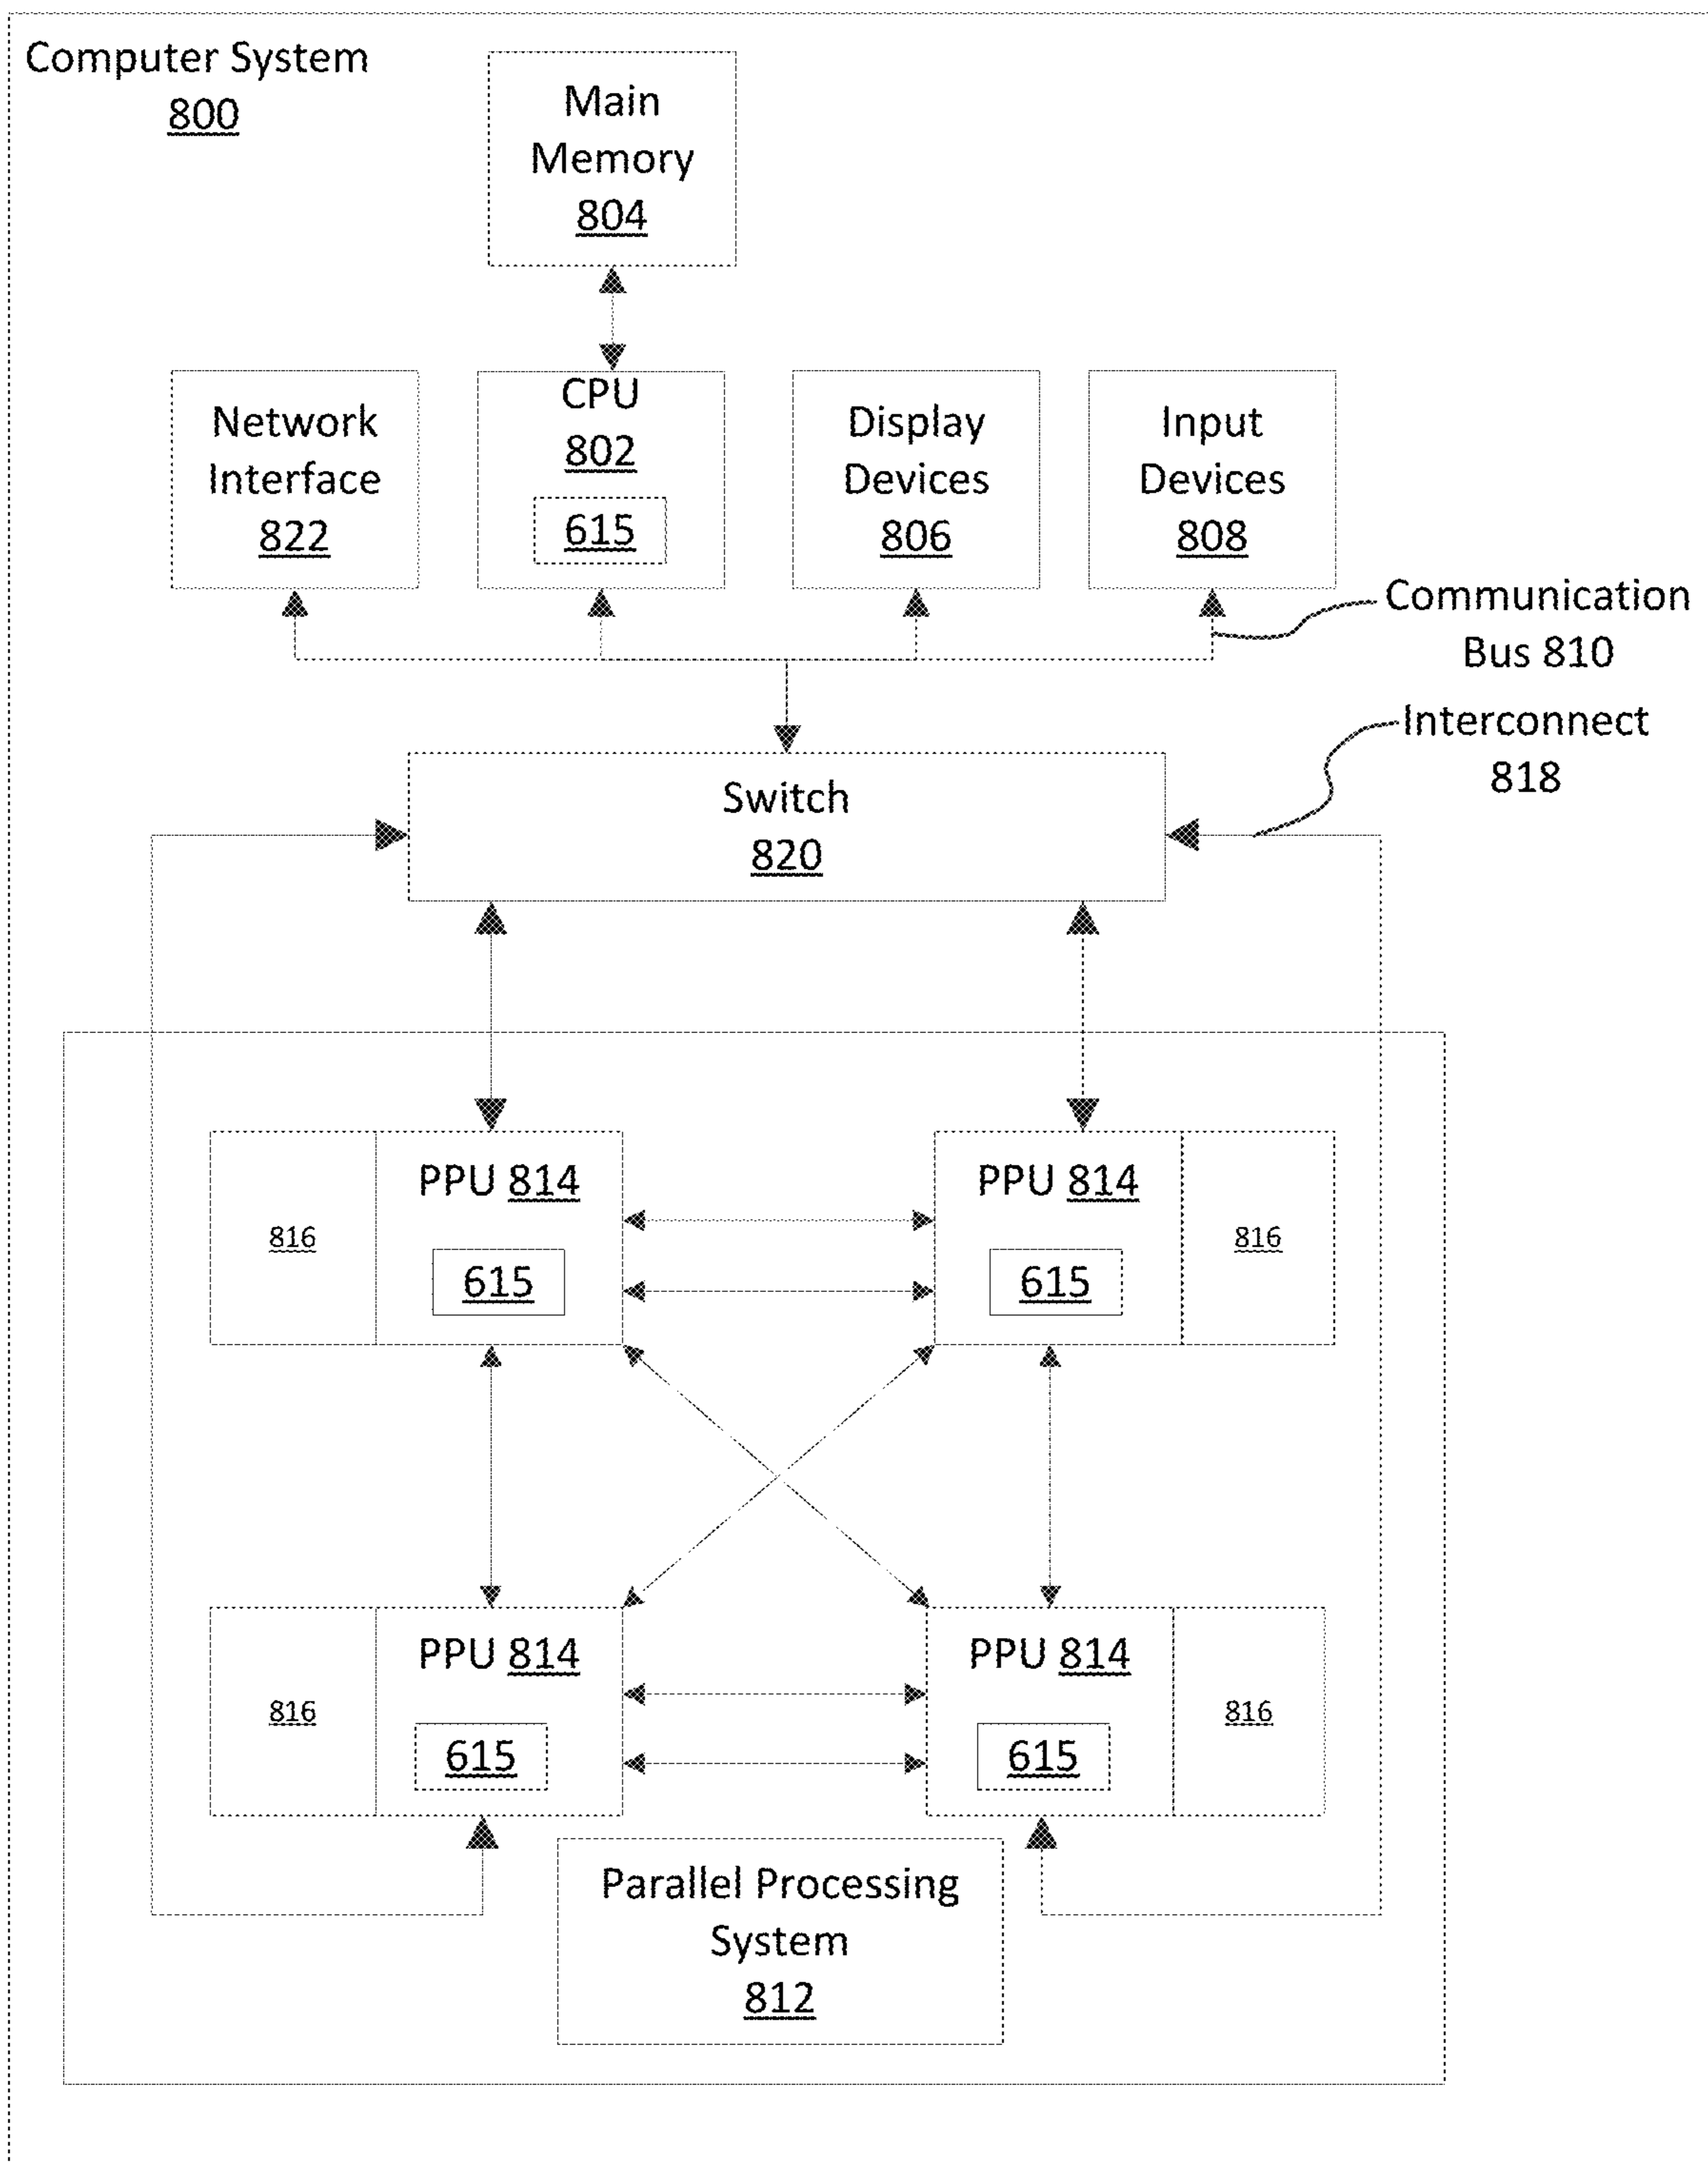 Computer System
800
Main
Memory
804
Network
Interface
822
CPU
802
615
Display
Devices
806
Input
Devices
808
Communication
Bus 810
Interconnect
818
Switch
820
816
PPU 814
615
PPU 814
615
816
816
PPU 814
615
PPU 814
615
816
Parallel Processing
System
812